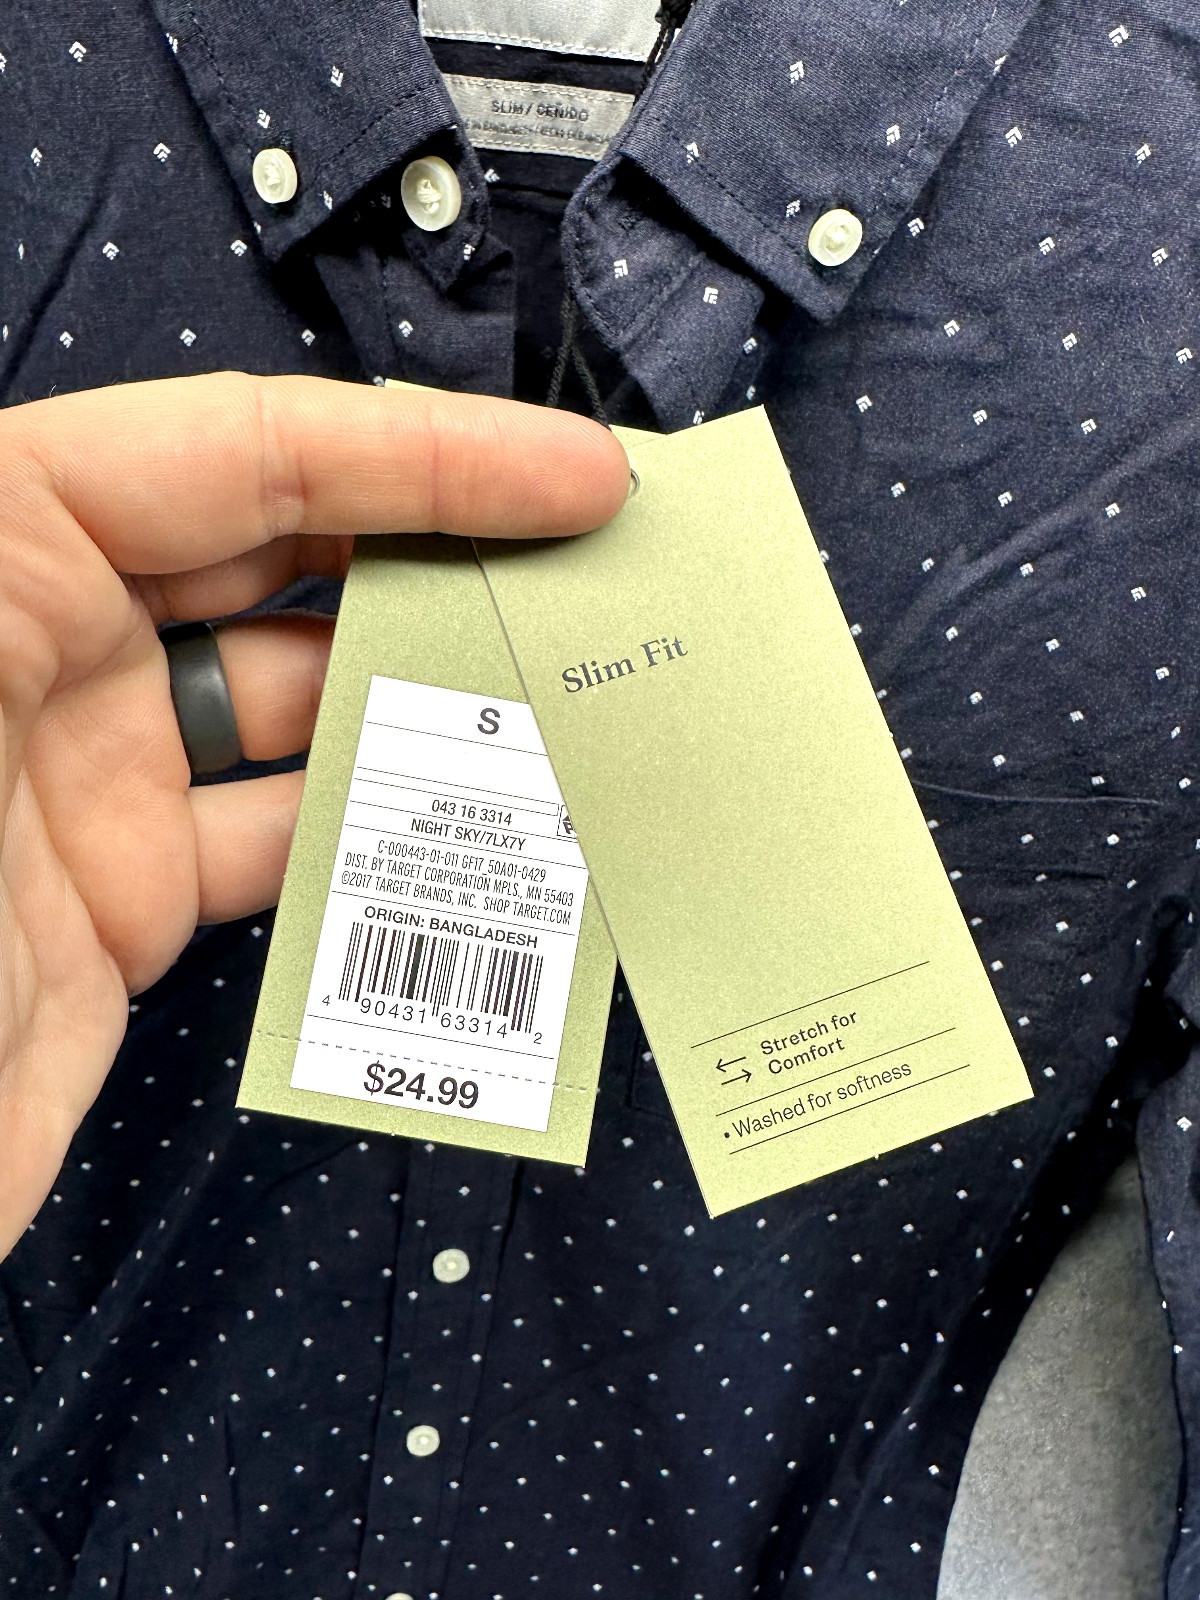 SLIM / CEÑIDO
S
043 16 3314
NIGHT SKY/7LX7Y
C-000443-01-011 GF17_50A01-0429
DIST. BY TARGET CORPORATION MPLS., MN 55403
©2017 TARGET BRANDS, INC. SHOP TARGET.COM
ORIGIN: BANGLADESH
4 90431 63314 2
$24.99
Slim Fit
Stretch for
Comfort
• Washed for softness